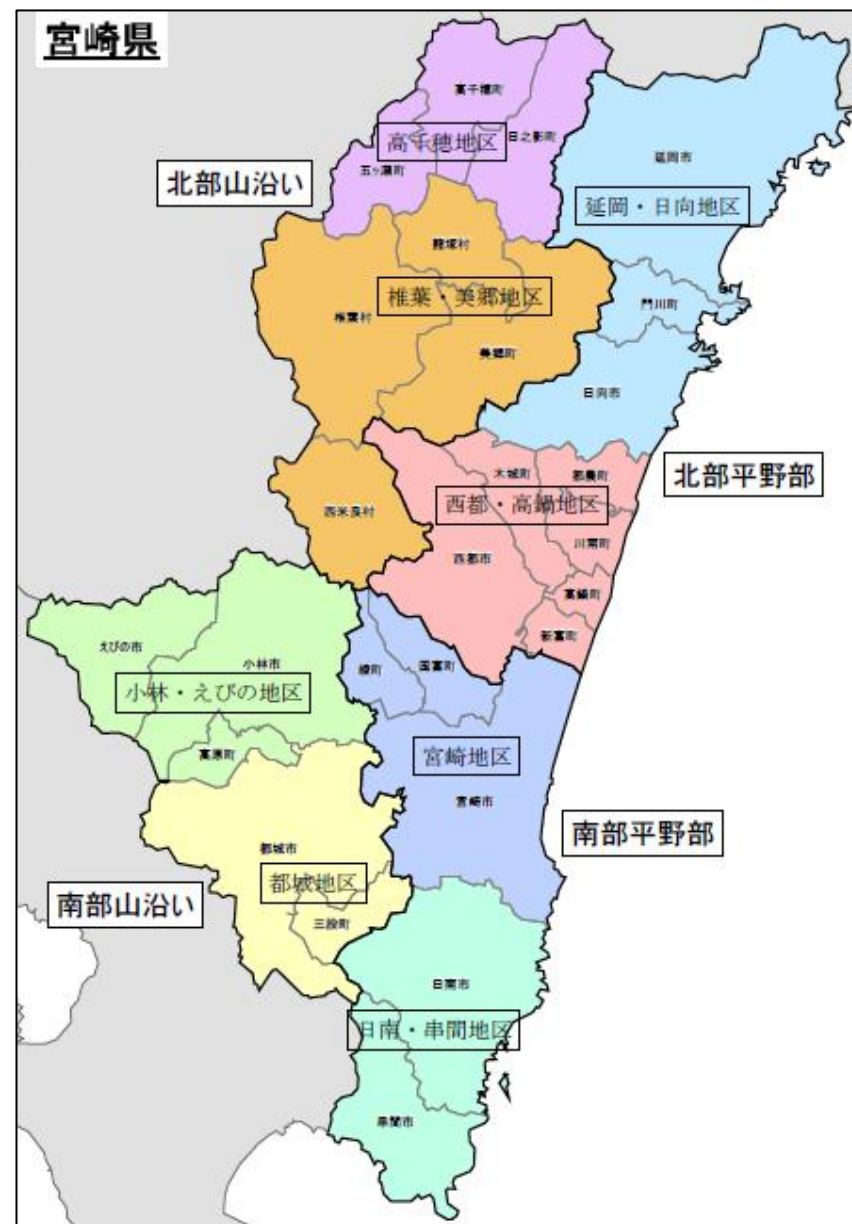 宮崎県
高千穂町
日之影町
高千穂地区
五ヶ瀬町
北部山沿い
延岡市
延岡・日向地区
諸塚村
椎葉・美郷地区
椎葉村
美郷町
門川町
日向市
北部平野部
木城町
都農町
西都・高鍋地区
西米良村
川南町
西都市
高鍋町
新富町
えびの市
小林市
小林・えびの地区
高原町
綾町
国富町
宮崎地区
宮崎市
南部平野部
都城市
都城地区
南部山沿い
三股町
日南市
日南・串間地区
串間市